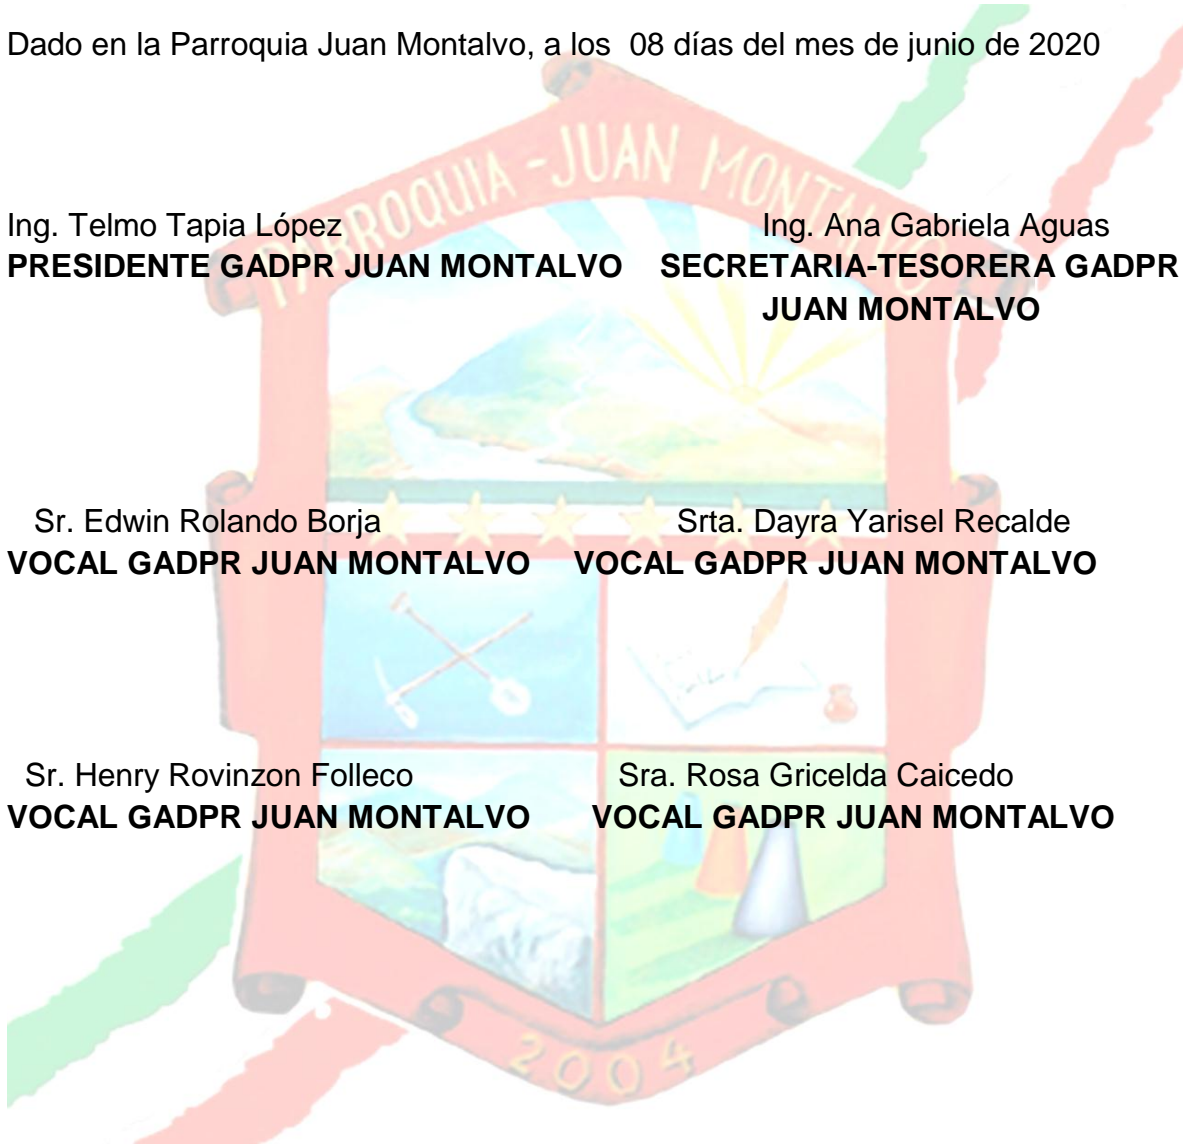 Dado en la Parroquia Juan Montalvo, a los  08 días del mes de junio de 2020
PARROQUIA - JUAN MONTALVO
Ing. Telmo Tapia López Ing. Ana Gabriela Aguas
PRESIDENTE GADPR JUAN MONTALVO SECRETARIA-TESORERA GADPR
JUAN MONTALVO
Sr. Edwin Rolando Borja Srta. Dayra Yarisel Recalde
VOCAL GADPR JUAN MONTALVO VOCAL GADPR JUAN MONTALVO
Sr. Henry Rovinzon Folleco Sra. Rosa Gricelda Caicedo
VOCAL GADPR JUAN MONTALVO VOCAL GADPR JUAN MONTALVO
2004